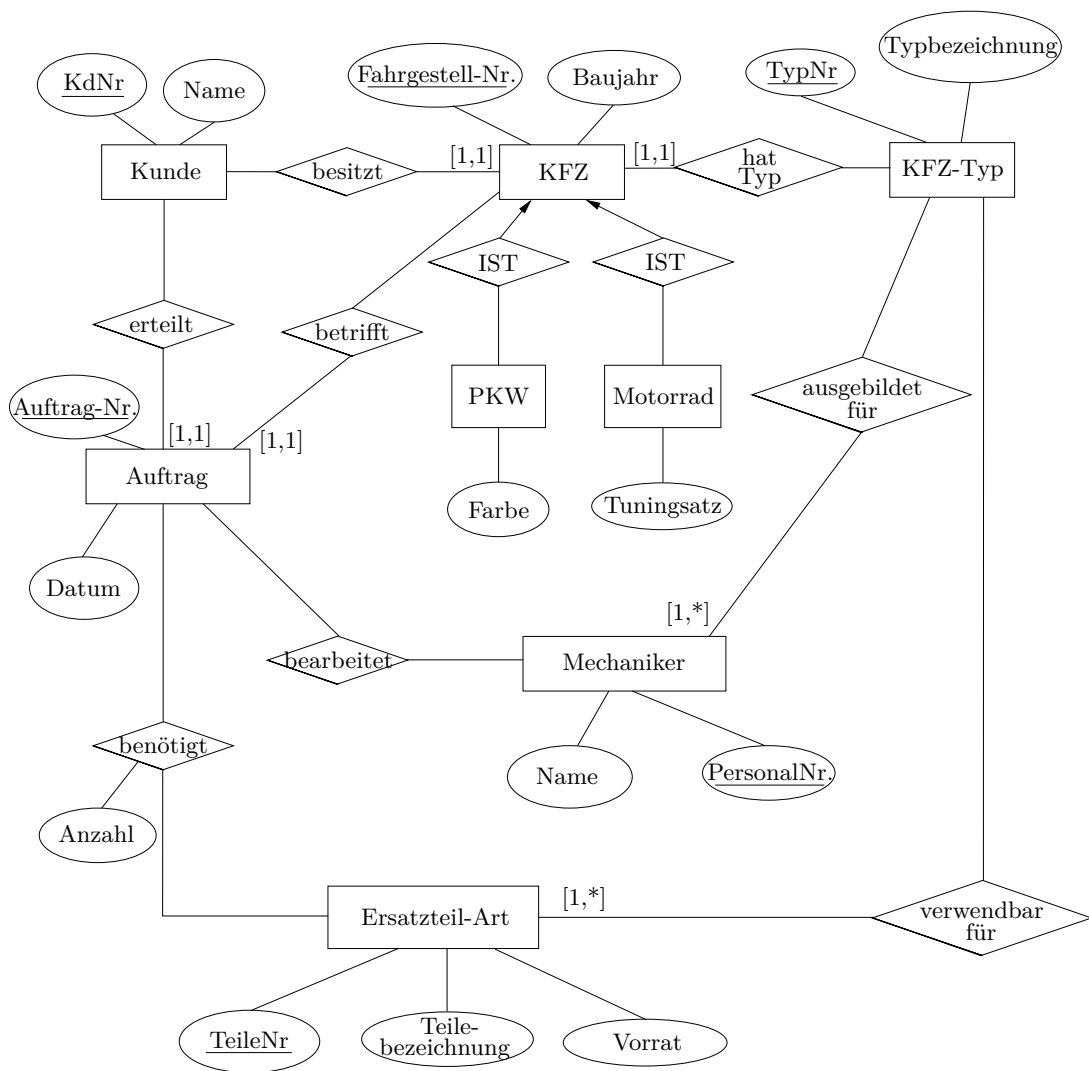 Typbezeichnung
Fahrgestell-Nr.
Baujahr
TypNr
KdNr
Name
[1,1]
[1,1]
hat
Typ
Kunde
besitzt
KFZ
KFZ-Typ
IST
IST
erteilt
betrifft
ausgebildet
für
PKW
Motorrad
Auftrag-Nr.
[1,1]
[1,1]
Auftrag
Farbe
Tuningsatz
Datum
[1,*]
bearbeitet
Mechaniker
benötigt
Name
PersonalNr.
Anzahl
[1,*]
Ersatzteil-Art
verwendbar
für
TeileNr
Teile-
bezeichnung
Vorrat